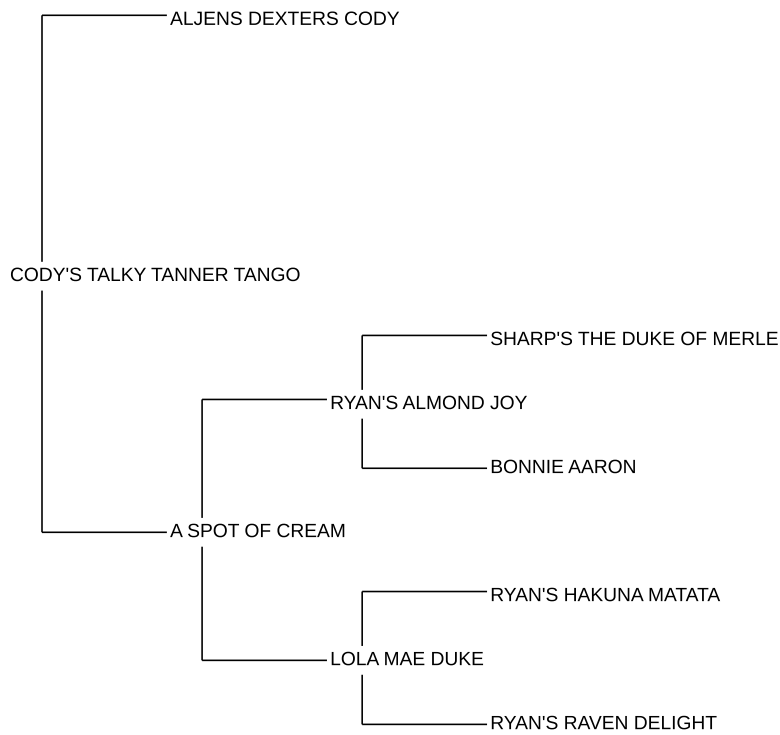 ALJENS DEXTERS CODY
CODY'S TALKY TANNER TANGO
SHARP'S THE DUKE OF MERLE
RYAN'S ALMOND JOY
BONNIE AARON
A SPOT OF CREAM
RYAN'S HAKUNA MATATA
LOLA MAE DUKE
RYAN'S RAVEN DELIGHT